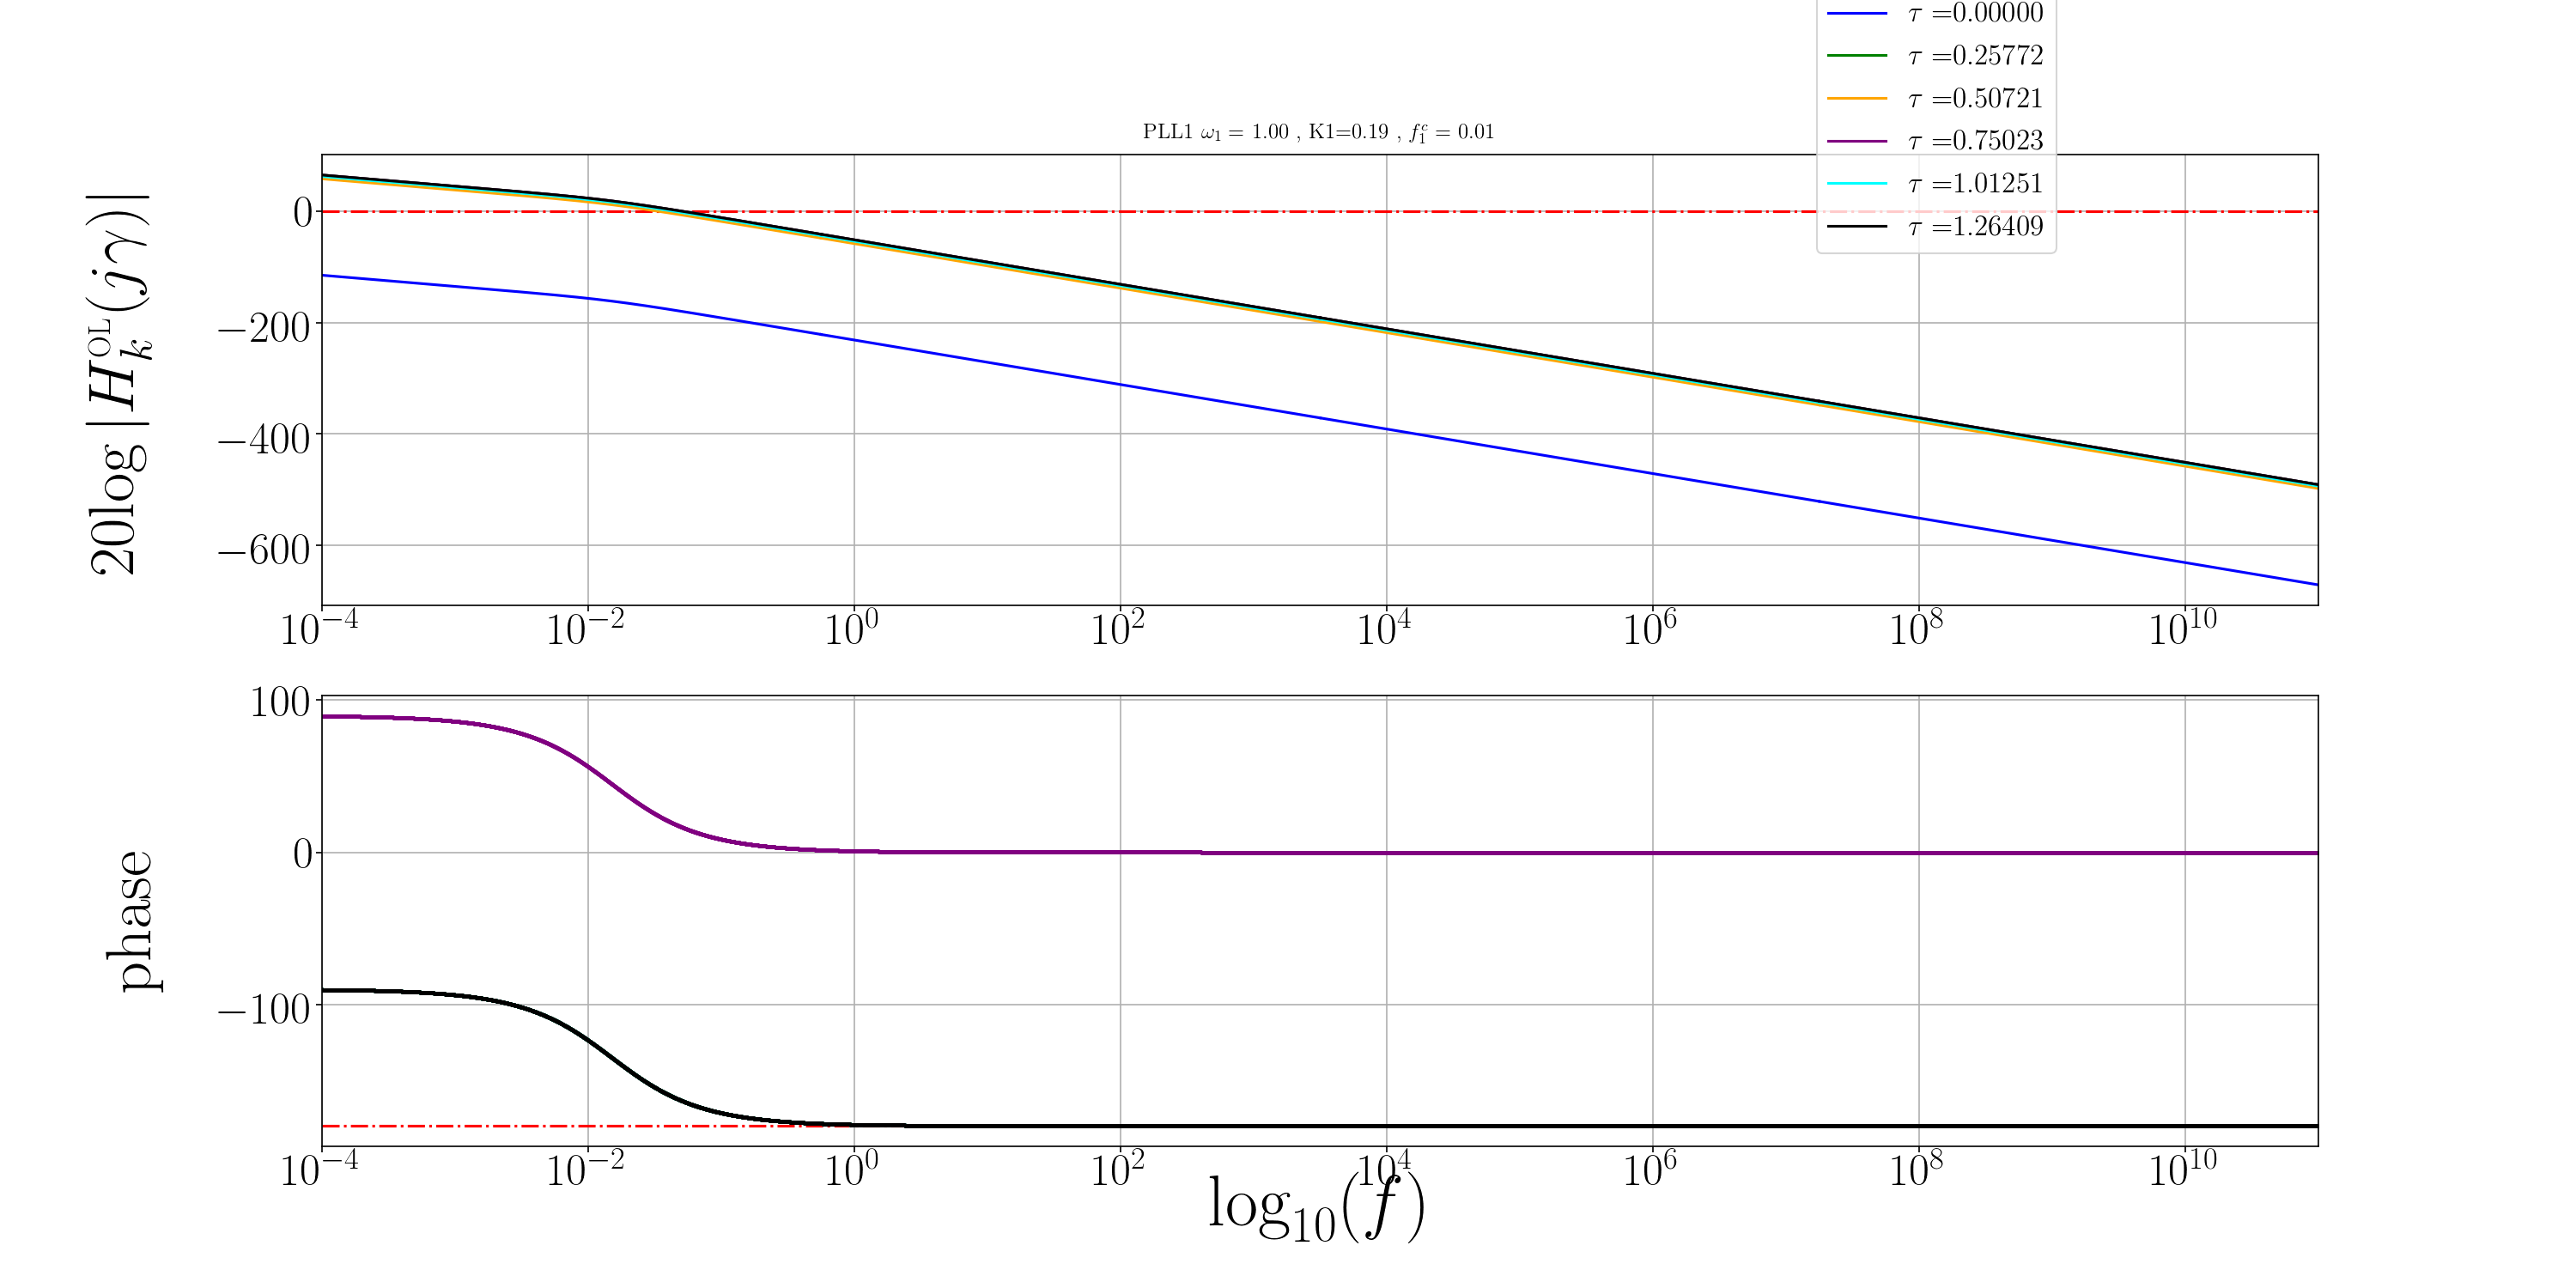 τ =0.00000
τ =0.25772
τ =0.50721
τ =0.75023
τ =1.01251
τ =1.26409
PLL1 ω₁ = 1.00 , K1=0.19 , f₁ᶜ = 0.01
20log |H_k^OL(jγ)|
0
−200
−400
−600
10⁻⁴ 10⁻² 10⁰ 10² 10⁴ 10⁶ 10⁸ 10¹⁰
phase
100
0
−100
10⁻⁴ 10⁻² 10⁰ 10² 10⁴ 10⁶ 10⁸ 10¹⁰
log₁₀(f)